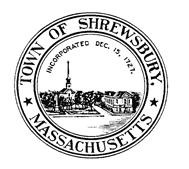 TOWN OF SHREWSBURY,
INCORPORATED DEC. 15, 1727.
MASSACHUSETTS